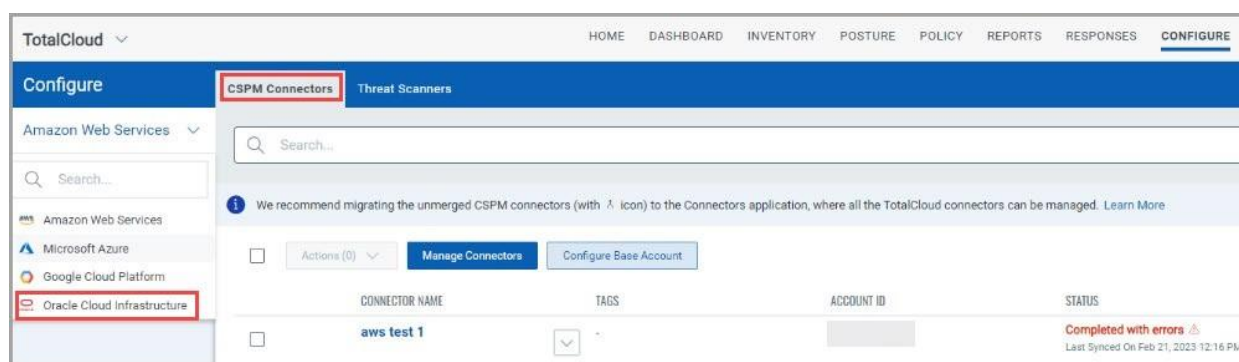 TotalCloud
HOME DASHBOARD INVENTORY POSTURE POLICY REPORTS RESPONSES CONFIGURE
Configure
CSPM Connectors Threat Scanners
Amazon Web Services
Search...
Search...
Amazon Web Services
Microsoft Azure
Google Cloud Platform
Oracle Cloud Infrastructure
We recommend migrating the unmerged CSPM connectors (with icon) to the Connectors application, where all the TotalCloud connectors can be managed. Learn More
Actions (0) Manage Connectors Configure Base Account
CONNECTOR NAME TAGS ACCOUNT ID STATUS
aws test 1 - Completed with errors
Last Synced On Feb 21, 2023 12:16 PM